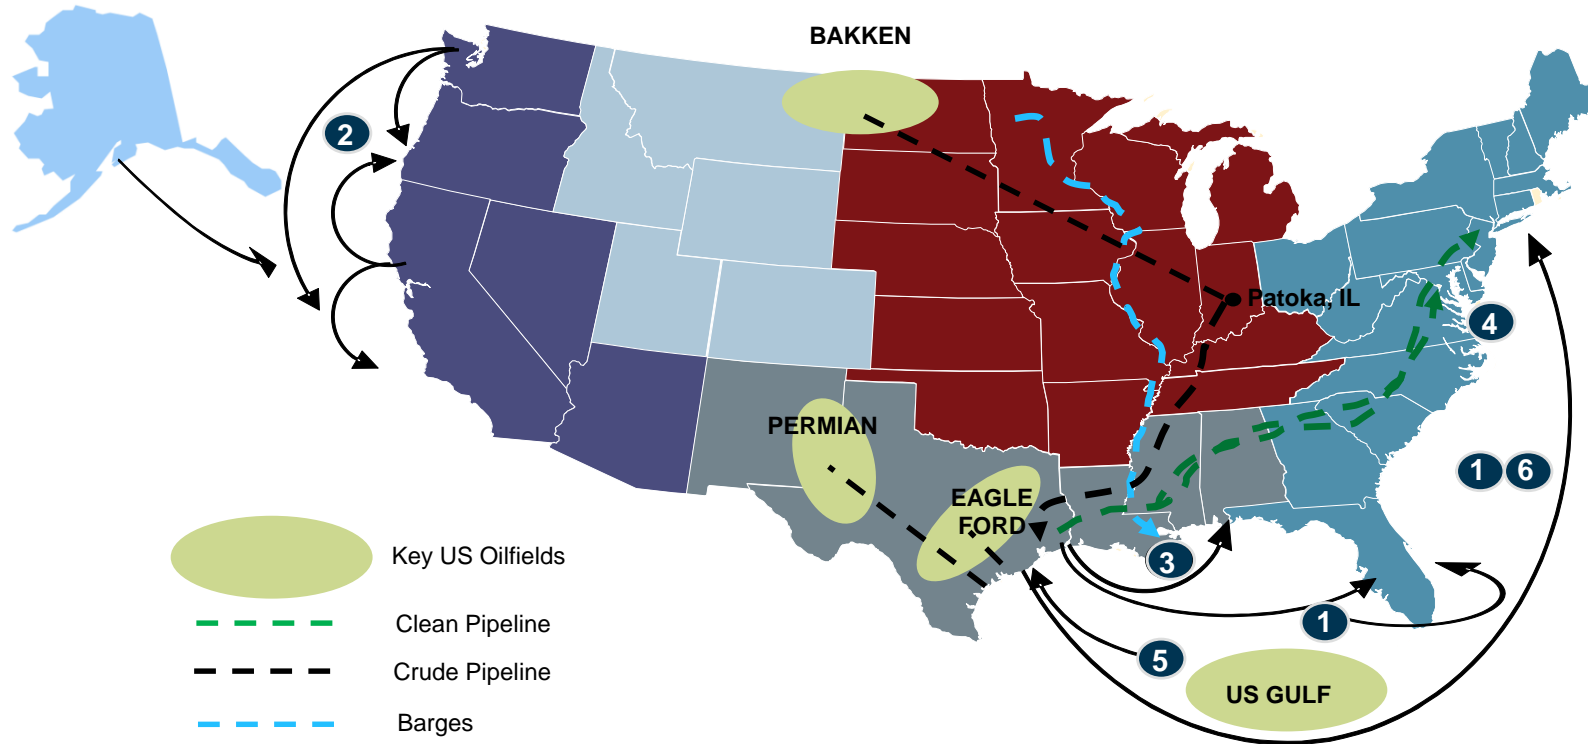 BAKKEN
2
Patoka, IL
4
PERMIAN
1 6
EAGLE
FORD
3
Key US Oilfields
1
Clean Pipeline
5
Crude Pipeline
US GULF
Barges